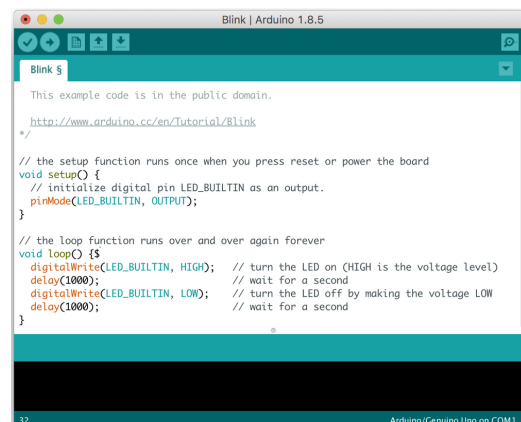 Blink | Arduino 1.8.5
Blink §
This example code is in the public domain.
http://www.arduino.cc/en/Tutorial/Blink
*/
// the setup function runs once when you press reset or power the board
void setup() {
  // initialize digital pin LED_BUILTIN as an output.
  pinMode(LED_BUILTIN, OUTPUT);
}
// the loop function runs over and over again forever
void loop() {$
  digitalWrite(LED_BUILTIN, HIGH);   // turn the LED on (HIGH is the voltage level)
  delay(1000);                       // wait for a second
  digitalWrite(LED_BUILTIN, LOW);    // turn the LED off by making the voltage LOW
  delay(1000);                       // wait for a second
}
32 Arduino/Genuino Uno on COM1